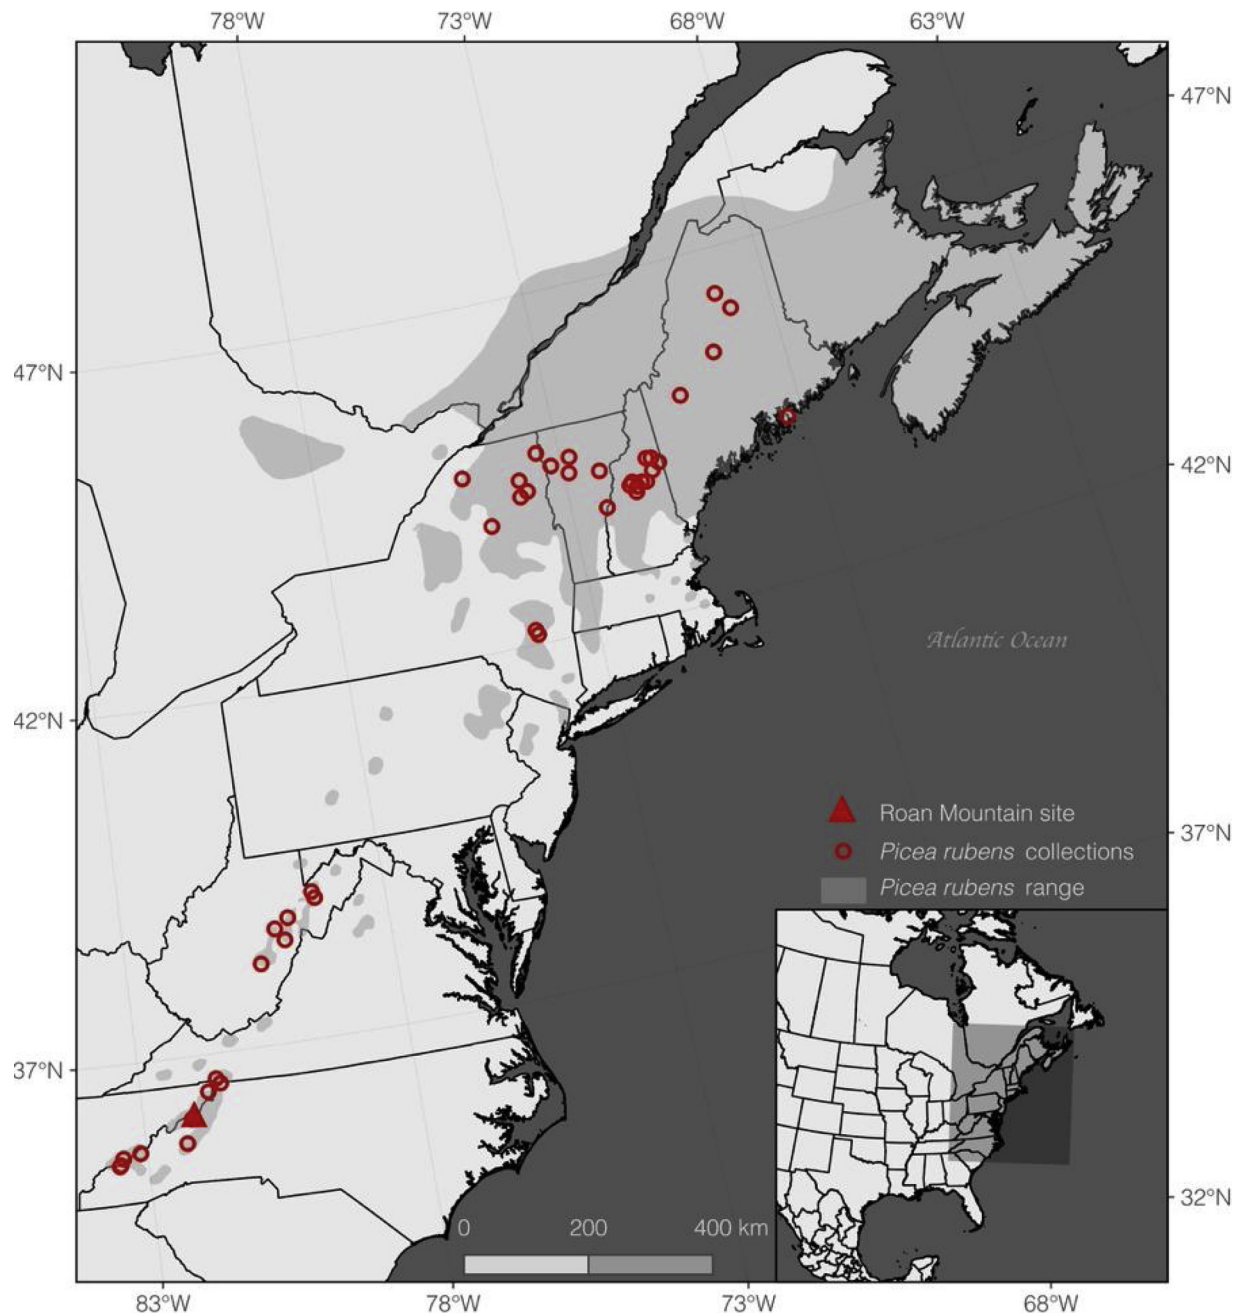 78°W 73°W 68°W 63°W
47°N
47°N
42°N
Atlantic Ocean
42°N
Roan Mountain site
37°N
Picea rubens collections
Picea rubens range
37°N
32°N
0 200 400 km
83°W 78°W 73°W 68°W